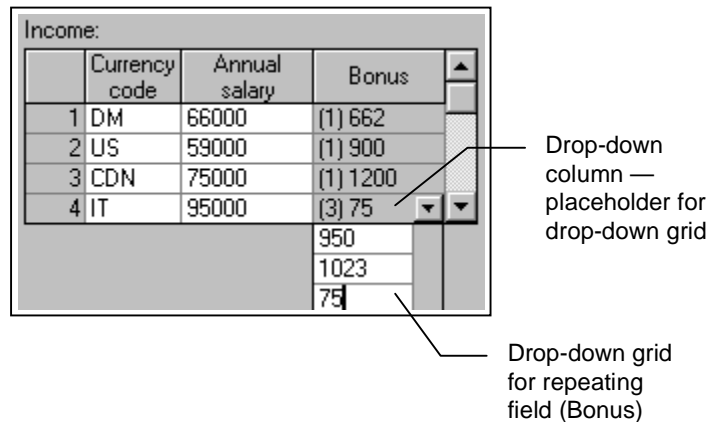 Income:
Currency code Annual salary Bonus
1 DM 66000 (1) 662
2 US 59000 (1) 900
3 CDN 75000 (1) 1200
4 IT 95000 (3) 75
950
1023
75
Drop-down
column —
placeholder for
drop-down grid
Drop-down grid
for repeating
field (Bonus)